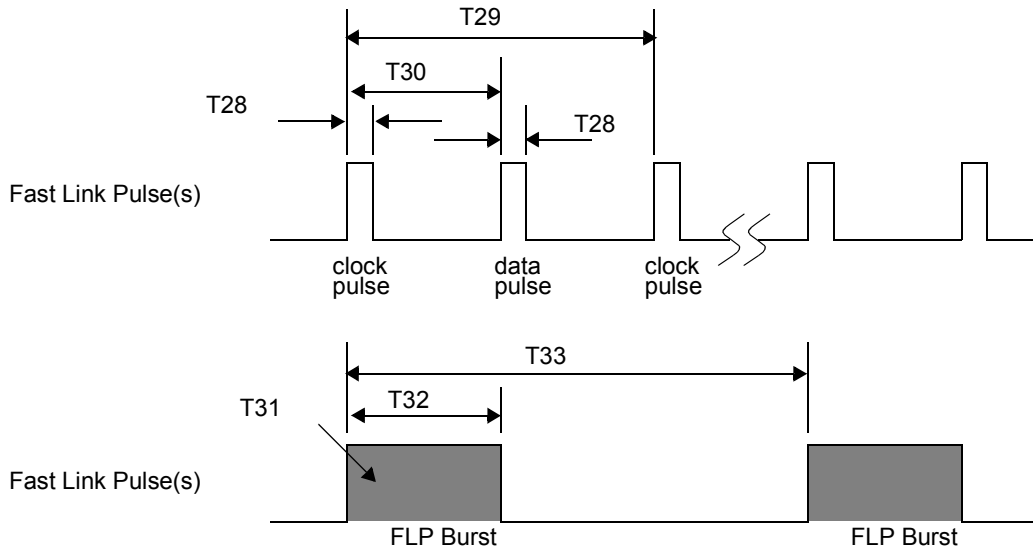 T29
T30
T28
T28
Fast Link Pulse(s)
clock
pulse
data
pulse
clock
pulse
T33
T32
T31
Fast Link Pulse(s)
FLP Burst
FLP Burst